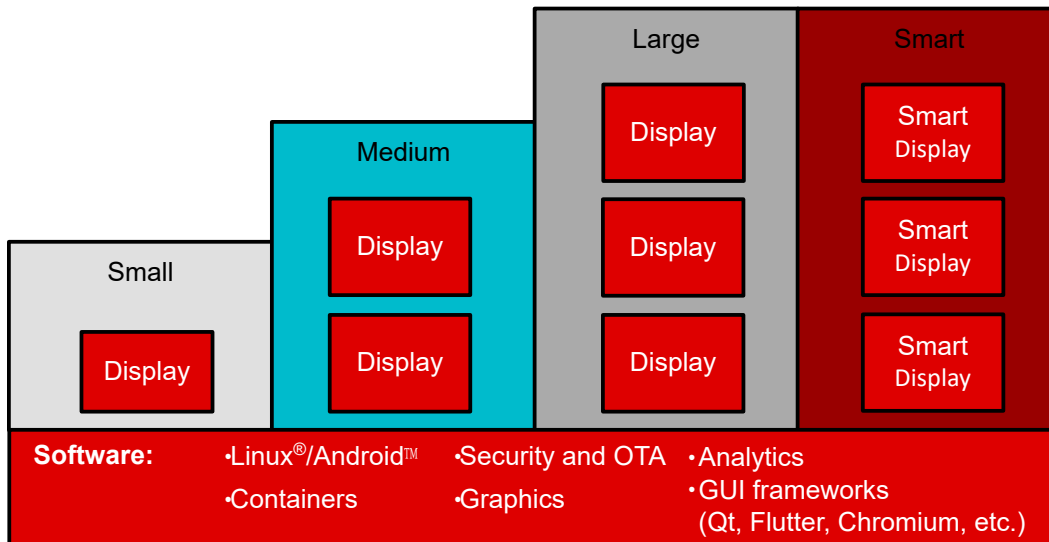 Small
Display
Medium
Display
Display
Large
Display
Display
Display
Smart
Smart
Display
Smart
Display
Smart
Display
Software:
·Linux®/Android™
·Containers
·Security and OTA
·Graphics
·Analytics
·GUI frameworks
(Qt, Flutter, Chromium, etc.)